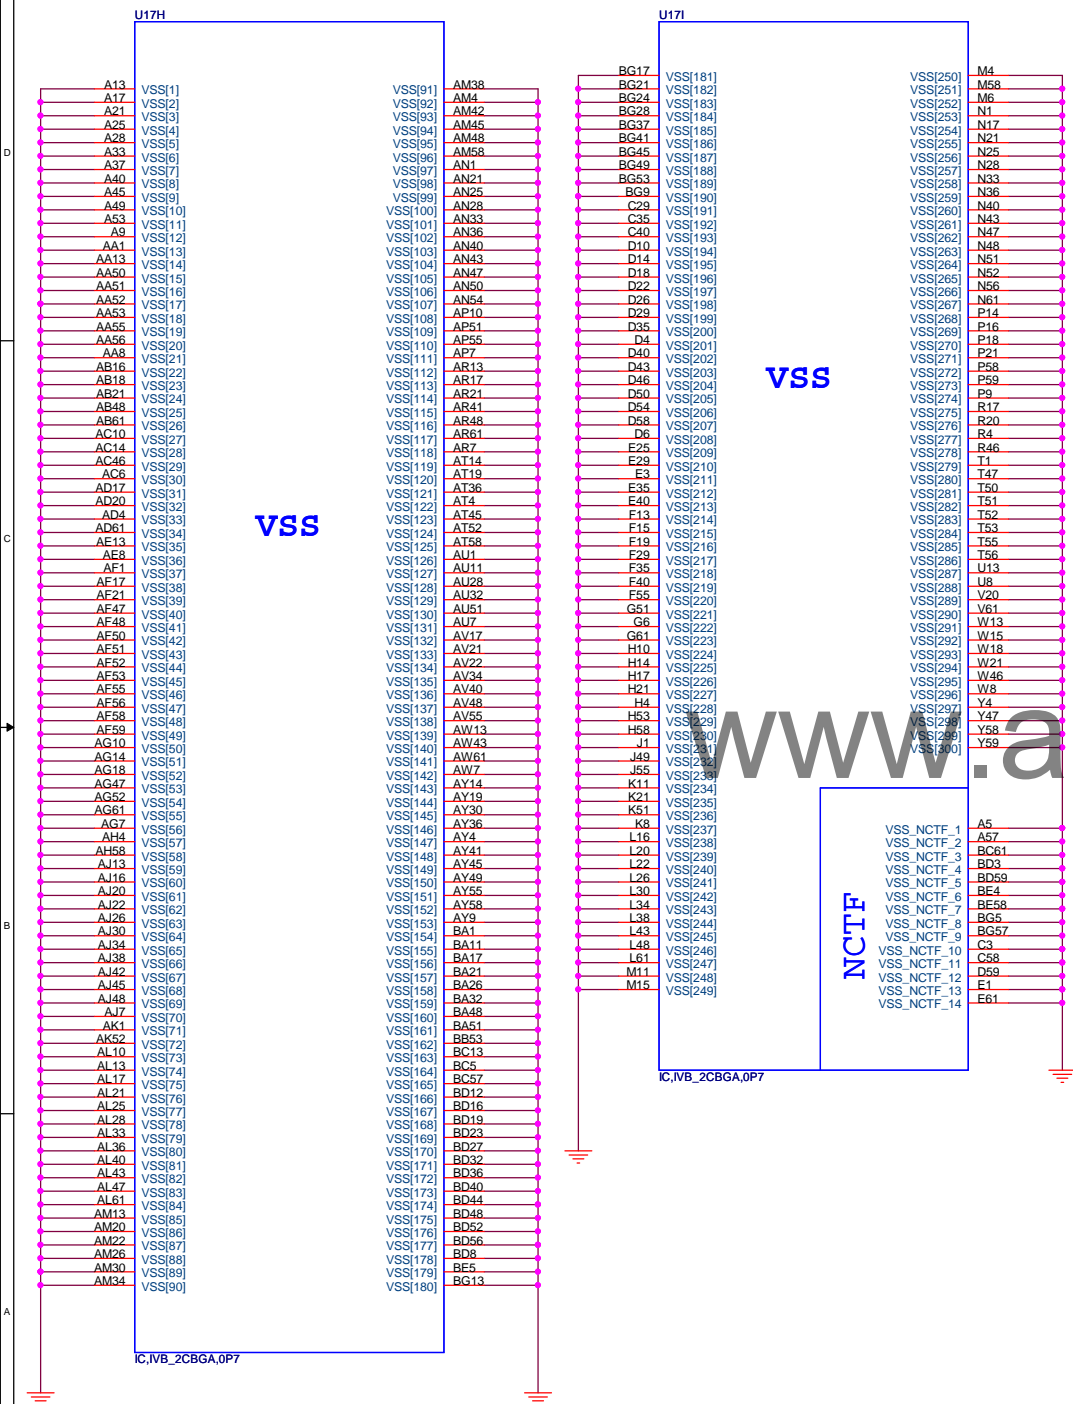 U17H
A13 VSS[1] VSS[91] AM38
A17 VSS[2] VSS[92] AM4
A21 VSS[3] VSS[93] AM42
A25 VSS[4] VSS[94] AM45
A28 VSS[5] VSS[95] AM48
A33 VSS[6] VSS[96] AM58
A37 VSS[7] VSS[97] AN1
A40 VSS[8] VSS[98] AN21
A45 VSS[9] VSS[99] AN25
A49 VSS[10] VSS[100] AN28
A53 VSS[11] VSS[101] AN33
A9 VSS[12] VSS[102] AN36
AA1 VSS[13] VSS[103] AN40
AA13 VSS[14] VSS[104] AN43
AA50 VSS[15] VSS[105] AN47
AA51 VSS[16] VSS[106] AN50
AA52 VSS[17] VSS[107] AN54
AA53 VSS[18] VSS[108] AP10
AA55 VSS[19] VSS[109] AP51
AA56 VSS[20] VSS[110] AP55
AA8 VSS[21] VSS[111] AP7
AB16 VSS[22] VSS[112] AR13
AB18 VSS[23] VSS[113] AR17
AB21 VSS[24] VSS[114] AR21
AB48 VSS[25] VSS[115] AR41
AB61 VSS[26] VSS[116] AR48
AC10 VSS[27] VSS[117] AR61
AC14 VSS[28] VSS[118] AR7
AC46 VSS[29] VSS[119] AT14
AC6 VSS[30] VSS[120] AT19
AD17 VSS[31] VSS[121] AT36
AD20 VSS[32] VSS[122] AT4
AD4 VSS[33] VSS[123] AT45
AD61 VSS[34] VSS[124] AT52
AE13 VSS[35] VSS[125] AT58
AE8 VSS[36] VSS[126] AU1
AF1 VSS[37] VSS[127] AU11
AF17 VSS[38] VSS[128] AU28
AF21 VSS[39] VSS[129] AU32
AF47 VSS[40] VSS[130] AU51
AF48 VSS[41] VSS[131] AU7
AF50 VSS[42] VSS[132] AV17
AF51 VSS[43] VSS[133] AV21
AF52 VSS[44] VSS[134] AV22
AF53 VSS[45] VSS[135] AV34
AF55 VSS[46] VSS[136] AV40
AF56 VSS[47] VSS[137] AV48
AF58 VSS[48] VSS[138] AV55
AF59 VSS[49] VSS[139] AW13
AG10 VSS[50] VSS[140] AW43
AG14 VSS[51] VSS[141] AW61
AG18 VSS[52] VSS[142] AW7
AG47 VSS[53] VSS[143] AY14
AG52 VSS[54] VSS[144] AY19
AG61 VSS[55] VSS[145] AY30
AG7 VSS[56] VSS[146] AY36
AH4 VSS[57] VSS[147] AY4
AH58 VSS[58] VSS[148] AY41
AJ13 VSS[59] VSS[149] AY45
AJ16 VSS[60] VSS[150] AY49
AJ20 VSS[61] VSS[151] AY55
AJ22 VSS[62] VSS[152] AY58
AJ26 VSS[63] VSS[153] AY9
AJ30 VSS[64] VSS[154] BA1
AJ34 VSS[65] VSS[155] BA11
AJ38 VSS[66] VSS[156] BA17
AJ42 VSS[67] VSS[157] BA21
AJ45 VSS[68] VSS[158] BA26
AJ48 VSS[69] VSS[159] BA32
AJ7 VSS[70] VSS[160] BA48
AK1 VSS[71] VSS[161] BA51
AK52 VSS[72] VSS[162] BB53
AL10 VSS[73] VSS[163] BC13
AL13 VSS[74] VSS[164] BC5
AL17 VSS[75] VSS[165] BC57
AL21 VSS[76] VSS[166] BD12
AL25 VSS[77] VSS[167] BD16
AL28 VSS[78] VSS[168] BD19
AL33 VSS[79] VSS[169] BD23
AL36 VSS[80] VSS[170] BD27
AL40 VSS[81] VSS[171] BD32
AL43 VSS[82] VSS[172] BD36
AL47 VSS[83] VSS[173] BD40
AL61 VSS[84] VSS[174] BD44
AM13 VSS[85] VSS[175] BD48
AM20 VSS[86] VSS[176] BD52
AM22 VSS[87] VSS[177] BD56
AM26 VSS[88] VSS[178] BD8
AM30 VSS[89] VSS[179] BE5
AM34 VSS[90] VSS[180] BG13
VSS
IC,IVB_2CBGA,0P7
U17I
BG17 VSS[181] VSS[250] M4
BG21 VSS[182] VSS[251] M58
BG24 VSS[183] VSS[252] M6
BG28 VSS[184] VSS[253] N1
BG37 VSS[185] VSS[254] N17
BG41 VSS[186] VSS[255] N21
BG45 VSS[187] VSS[256] N25
BG49 VSS[188] VSS[257] N28
BG53 VSS[189] VSS[258] N33
BG9 VSS[190] VSS[259] N36
C29 VSS[191] VSS[260] N40
C35 VSS[192] VSS[261] N43
C40 VSS[193] VSS[262] N47
D10 VSS[194] VSS[263] N48
D14 VSS[195] VSS[264] N51
D18 VSS[196] VSS[265] N52
D22 VSS[197] VSS[266] N56
D26 VSS[198] VSS[267] N61
D29 VSS[199] VSS[268] P14
D35 VSS[200] VSS[269] P16
D4 VSS[201] VSS[270] P18
D40 VSS[202] VSS[271] P21
D43 VSS[203] VSS[272] P58
D46 VSS[204] VSS[273] P59
D50 VSS[205] VSS[274] P9
D54 VSS[206] VSS[275] R17
D58 VSS[207] VSS[276] R20
D6 VSS[208] VSS[277] R4
E25 VSS[209] VSS[278] R46
E29 VSS[210] VSS[279] T1
E3 VSS[211] VSS[280] T47
E35 VSS[212] VSS[281] T50
E40 VSS[213] VSS[282] T51
F13 VSS[214] VSS[283] T52
F15 VSS[215] VSS[284] T53
F19 VSS[216] VSS[285] T55
F29 VSS[217] VSS[286] T56
F35 VSS[218] VSS[287] U13
F40 VSS[219] VSS[288] U8
F55 VSS[220] VSS[289] V20
G51 VSS[221] VSS[290] V61
G6 VSS[222] VSS[291] W13
G61 VSS[223] VSS[292] W15
H10 VSS[224] VSS[293] W18
H14 VSS[225] VSS[294] W21
H17 VSS[226] VSS[295] W46
H21 VSS[227] VSS[296] W8
H4 VSS[228] VSS[297] Y4
H53 VSS[229] VSS[298] Y47
H58 VSS[230] VSS[299] Y58
J1 VSS[231] VSS[300] Y59
J49 VSS[232]
J55 VSS[233]
K11 VSS[234]
K21 VSS[235]
K51 VSS[236]
K8 VSS[237]
L16 VSS[238]
L20 VSS[239]
L22 VSS[240]
L26 VSS[241]
L30 VSS[242]
L34 VSS[243]
L38 VSS[244]
L43 VSS[245]
L48 VSS[246]
L61 VSS[247]
M11 VSS[248]
M15 VSS[249]
VSS
www.a
VSS_NCTF_1 A5
VSS_NCTF_2 A57
VSS_NCTF_3 BC61
VSS_NCTF_4 BD3
VSS_NCTF_5 BD59
VSS_NCTF_6 BE4
VSS_NCTF_7 BE58
VSS_NCTF_8 BG5
VSS_NCTF_9 BG57
VSS_NCTF_10 C3
VSS_NCTF_11 C58
VSS_NCTF_12 D59
VSS_NCTF_13 E1
VSS_NCTF_14 E61
NCTF
IC,IVB_2CBGA,0P7
D
C
B
A